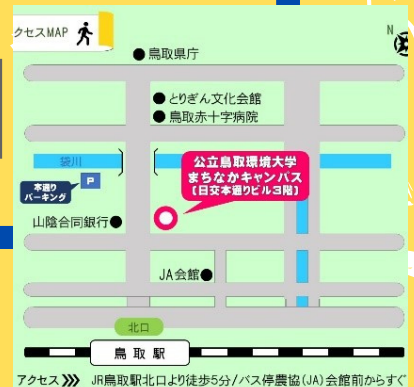 クセスMAP
N
鳥取県庁
とりぎん文化会館
鳥取赤十字病院
袋川
公立鳥取環境大学
まちなかキャンパス
(日交本通りビル3階)
P
本通り
パーキング
山陰合同銀行
JA会館
北口
鳥取駅
アクセス JR鳥取駅北口より徒歩5分/バス停農協(JA)会館前からすぐ